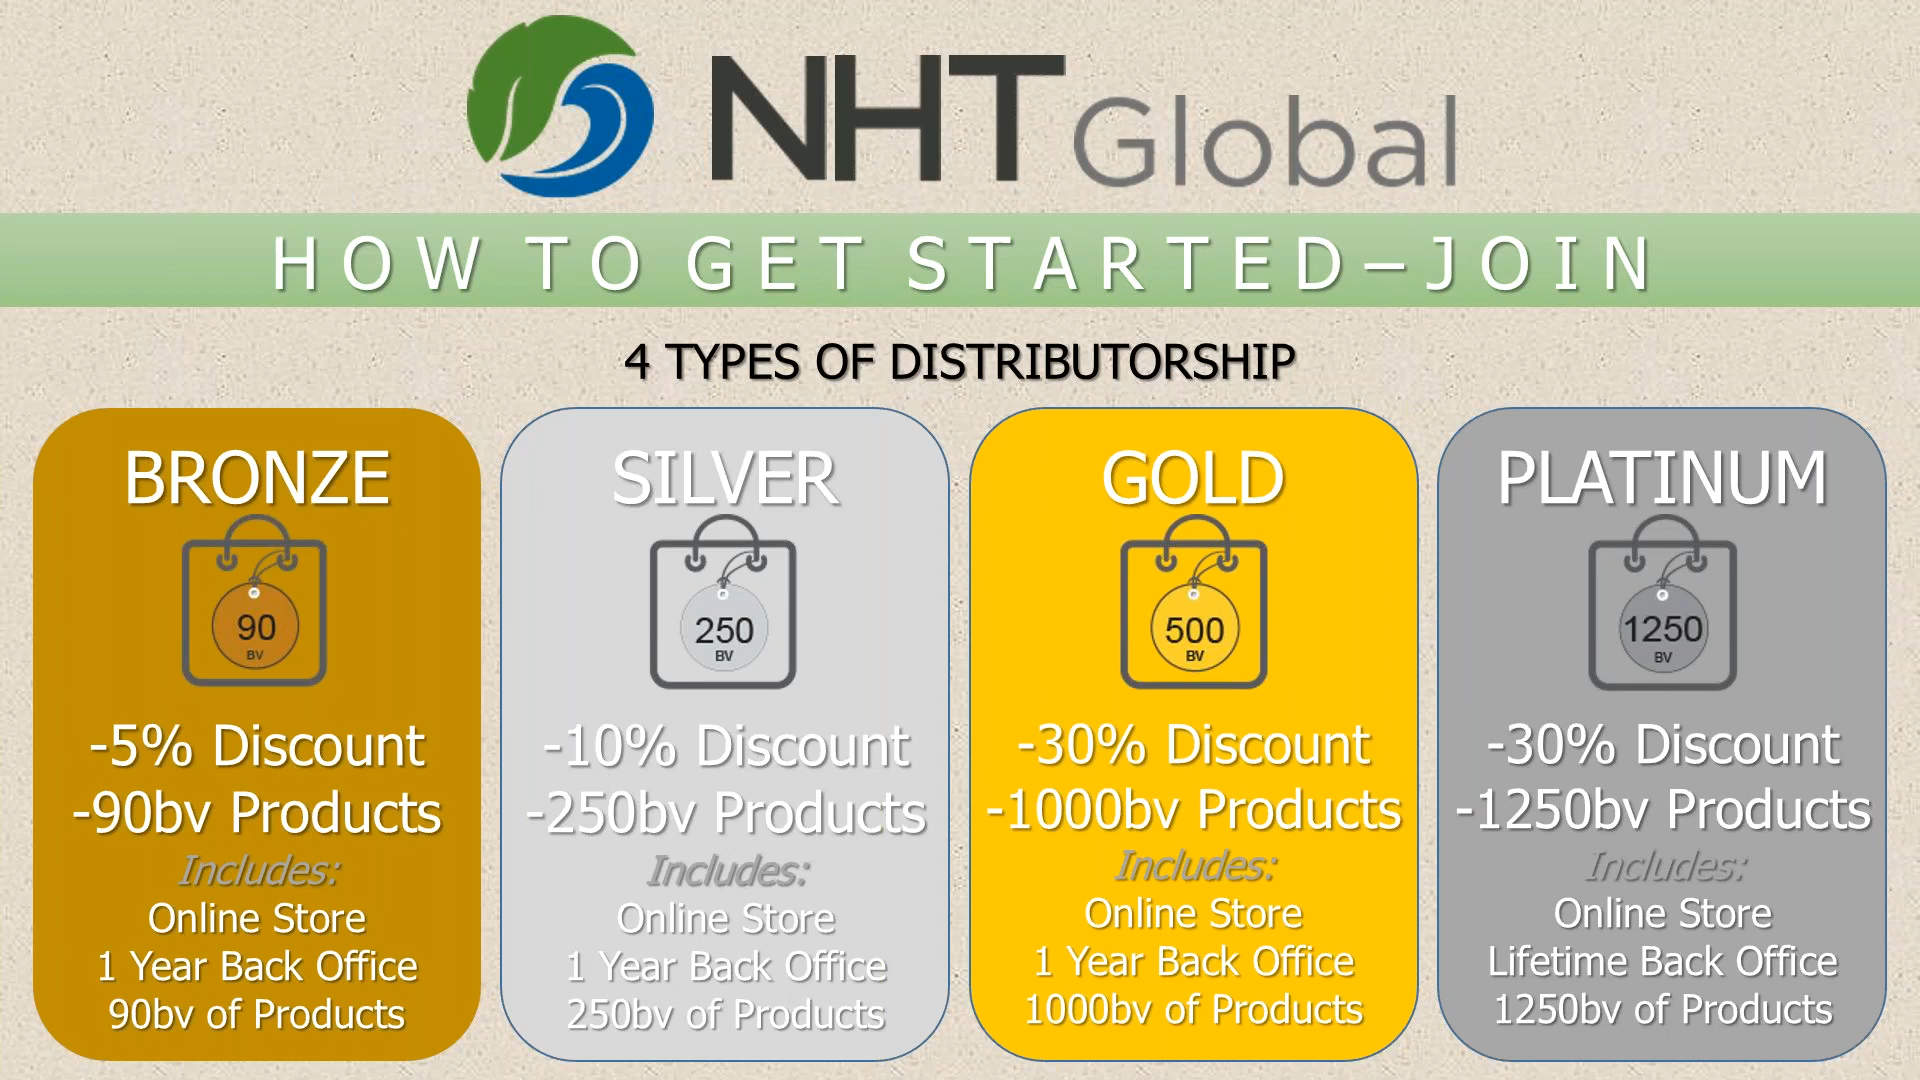 NHT Global
HOW TO GET STARTED–JOIN
4 TYPES OF DISTRIBUTORSHIP
BRONZE
90
BV
-5% Discount
-90bv Products
Includes:
Online Store
1 Year Back Office
90bv of Products
SILVER
250
BV
-10% Discount
-250bv Products
Includes:
Online Store
1 Year Back Office
250bv of Products
GOLD
500
BV
-30% Discount
-1000bv Products
Includes:
Online Store
1 Year Back Office
1000bv of Products
PLATINUM
1250
BV
-30% Discount
-1250bv Products
Includes:
Online Store
Lifetime Back Office
1250bv of Products